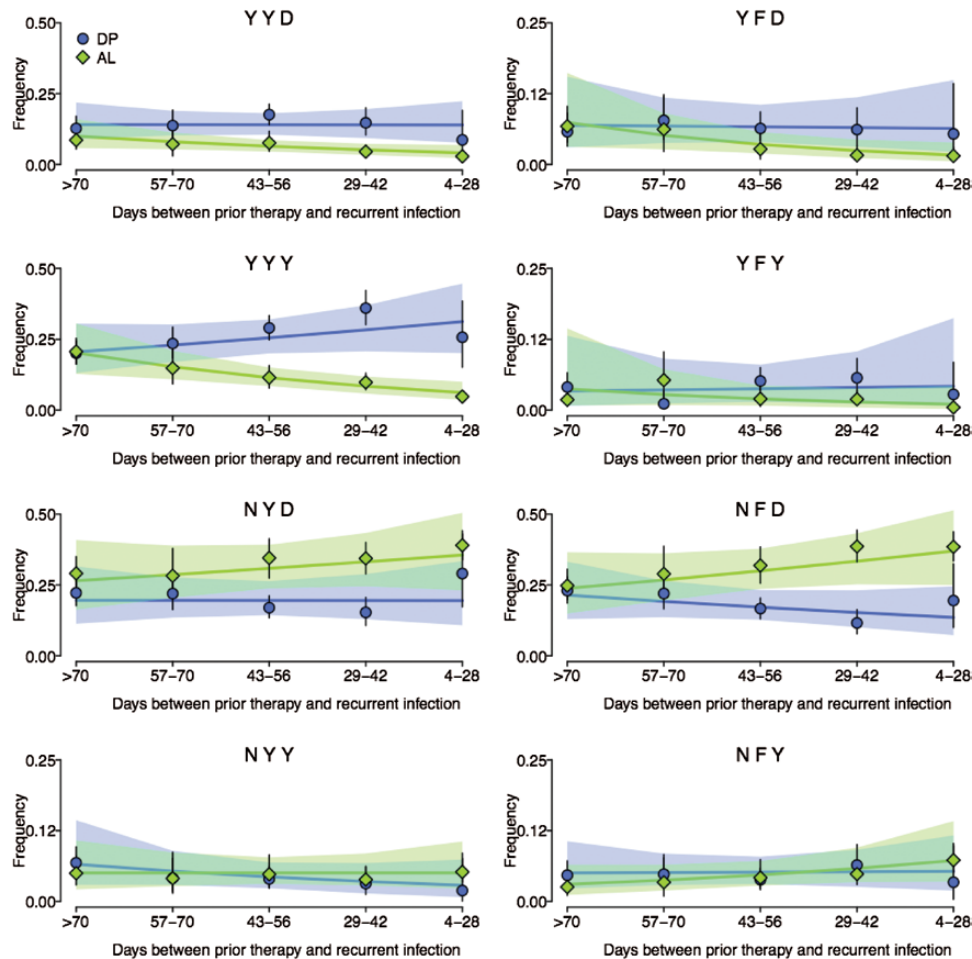 Y Y D
Frequency
0.50
0.25
0.00
DP
AL
>70
57–70
43–56
29–42
4–28
Days between prior therapy and recurrent infection
Y F D
Frequency
0.25
0.12
0.00
>70
57–70
43–56
29–42
4–28
Days between prior therapy and recurrent infection
Y Y Y
Frequency
0.50
0.25
0.00
>70
57–70
43–56
29–42
4–28
Days between prior therapy and recurrent infection
Y F Y
Frequency
0.25
0.12
0.00
>70
57–70
43–56
29–42
4–28
Days between prior therapy and recurrent infection
N Y D
Frequency
0.50
0.25
0.00
>70
57–70
43–56
29–42
4–28
Days between prior therapy and recurrent infection
N F D
Frequency
0.50
0.25
0.00
>70
57–70
43–56
29–42
4–28
Days between prior therapy and recurrent infection
N Y Y
Frequency
0.25
0.12
0.00
>70
57–70
43–56
29–42
4–28
Days between prior therapy and recurrent infection
N F Y
Frequency
0.25
0.12
0.00
>70
57–70
43–56
29–42
4–28
Days between prior therapy and recurrent infection